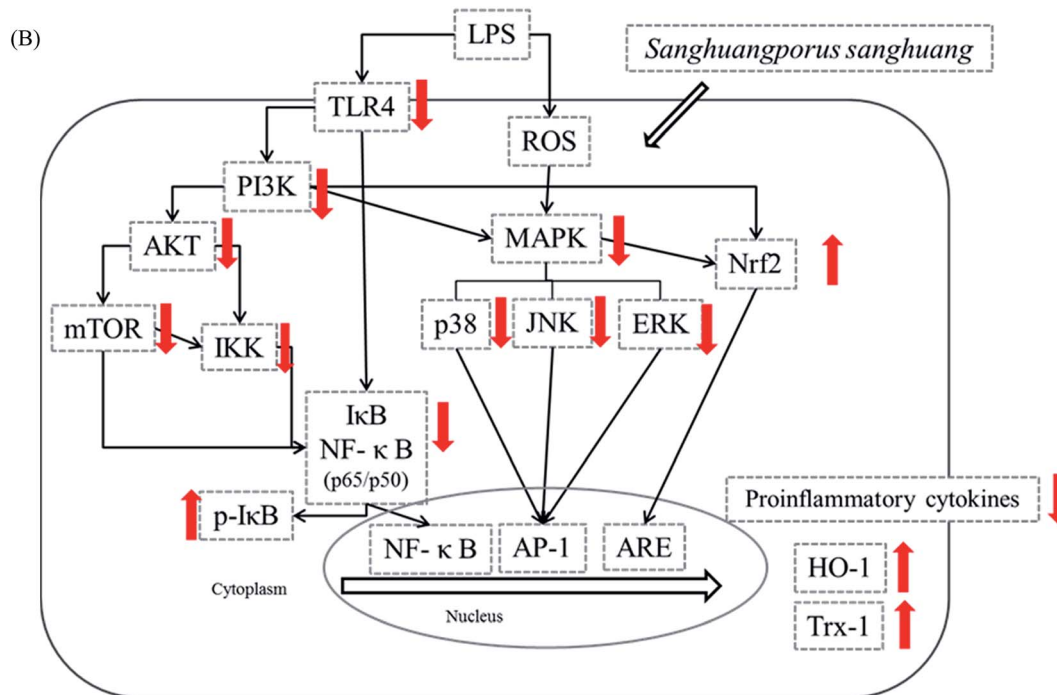 (B)
LPS
Sanghuangporus sanghuang
TLR4
ROS
PI3K
AKT
MAPK
Nrf2
mTOR
IKK
p38
JNK
ERK
IκB
NF- κ B
(p65/p50)
p-IκB
Proinflammatory cytokines
NF- κ B
AP-1
ARE
HO-1
Cytoplasm
Nucleus
Trx-1